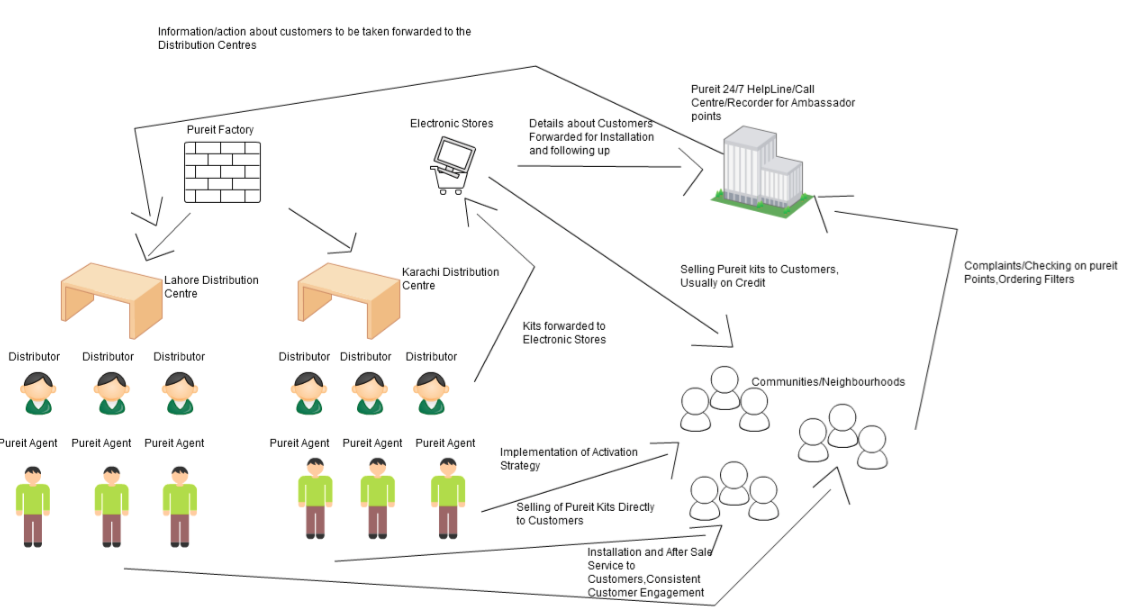 Information/action about customers to be taken forwarded to the
Distribution Centres
Pureit 24/7 HelpLine/Call
Centre/Recorder for Ambassador
points
Pureit Factory
Electronic Stores
Details about Customers
Forwarded for Installation
and following up
Lahore Distribution
Centre
Karachi Distribution
Centre
Selling Pureit kits to Customers,
Usually on Credit
Complaints/Checking on pureit
Points,Ordering Filters
Kits forwarded to
Electronic Stores
Distributor
Distributor
Distributor
Distributor
Distributor
Distributor
Communities/Neighbourhoods
Pureit Agent
Pureit Agent
Pureit Agent
Pureit Agent
Pureit Agent
Pureit Agent
Implementation of Activation
Strategy
Selling of Pureit Kits Directly
to Customers
Installation and After Sale
Service to
Customers,Consistent
Customer Engagement